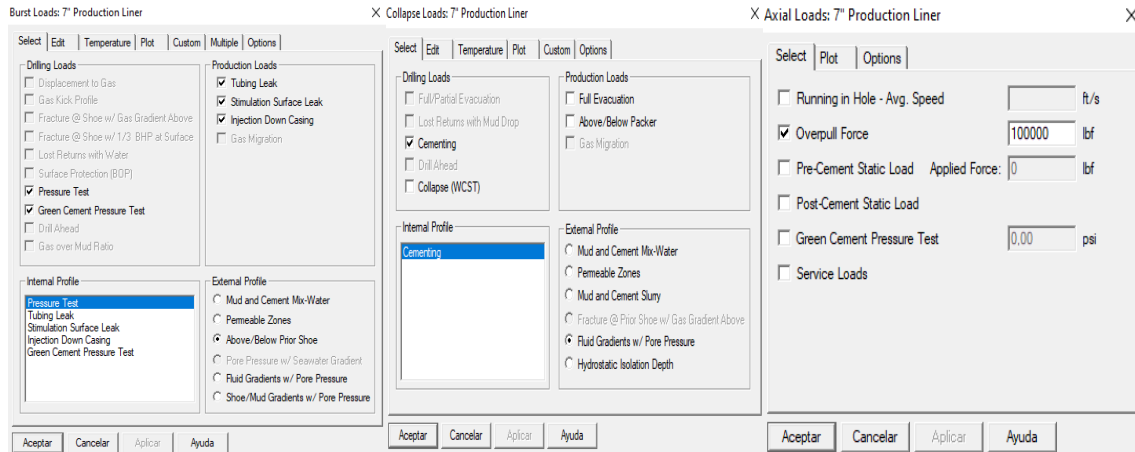 Burst Loads: 7" Production Liner
Select Edit Temperature Plot Custom Multiple Options
Drilling Loads
Displacement to Gas
Gas Kick Profile
Fracture @ Shoe w/ Gas Gradient Above
Fracture @ Shoe w/ 1/3 BHP at Surface
Lost Returns with Water
Surface Protection (BOP)
Pressure Test
Green Cement Pressure Test
Drill Ahead
Gas over Mud Ratio
Production Loads
Tubing Leak
Stimulation Surface Leak
Injection Down Casing
Gas Migration
Internal Profile
Pressure Test
Tubing Leak
Stimulation Surface Leak
Injection Down Casing
Green Cement Pressure Test
External Profile
Mud and Cement Mix-Water
Permeable Zones
Above/Below Prior Shoe
Pore Pressure w/ Seawater Gradient
Fluid Gradients w/ Pore Pressure
Shoe/Mud Gradients w/ Pore Pressure
Aceptar Cancelar Aplicar Ayuda
Collapse Loads: 7" Production Liner
Select Edit Temperature Plot Custom Options
Drilling Loads
Full/Partial Evacuation
Lost Returns with Mud Drop
Cementing
Drill Ahead
Collapse (WCST)
Production Loads
Full Evacuation
Above/Below Packer
Gas Migration
Internal Profile
Cementing
External Profile
Mud and Cement Mix-Water
Permeable Zones
Mud and Cement Slurry
Fracture @ Prior Shoe w/ Gas Gradient Above
Fluid Gradients w/ Pore Pressure
Hydrostatic Isolation Depth
Aceptar Cancelar Aplicar Ayuda
Axial Loads: 7" Production Liner
Select Plot Options
Running in Hole - Avg. Speed ft/s
Overpull Force 100000 lbf
Pre-Cement Static Load Applied Force: 0 lbf
Post-Cement Static Load
Green Cement Pressure Test 0,00 psi
Service Loads
Aceptar Cancelar Aplicar Ayuda